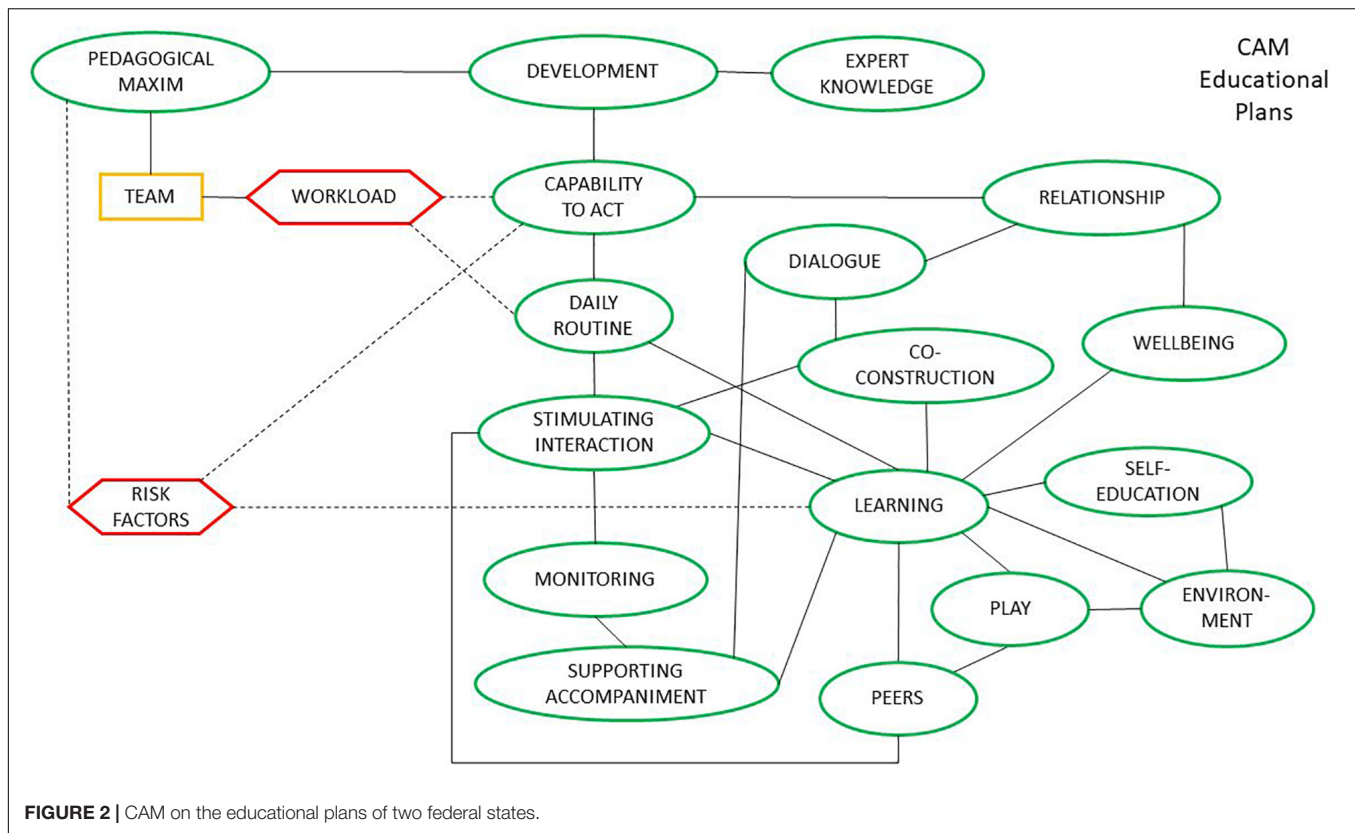 CAM
Educational
Plans
PEDAGOGICAL
MAXIM
DEVELOPMENT
EXPERT
KNOWLEDGE
TEAM
WORKLOAD
CAPABILITY
TO ACT
RELATIONSHIP
DIALOGUE
DAILY
ROUTINE
WELLBEING
CO-
CONSTRUCTION
STIMULATING
INTERACTION
SELF-
EDUCATION
RISK
FACTORS
LEARNING
MONITORING
PLAY
ENVIRON-
MENT
SUPPORTING
ACCOMPANIMENT
PEERS
FIGURE 2 | CAM on the educational plans of two federal states.